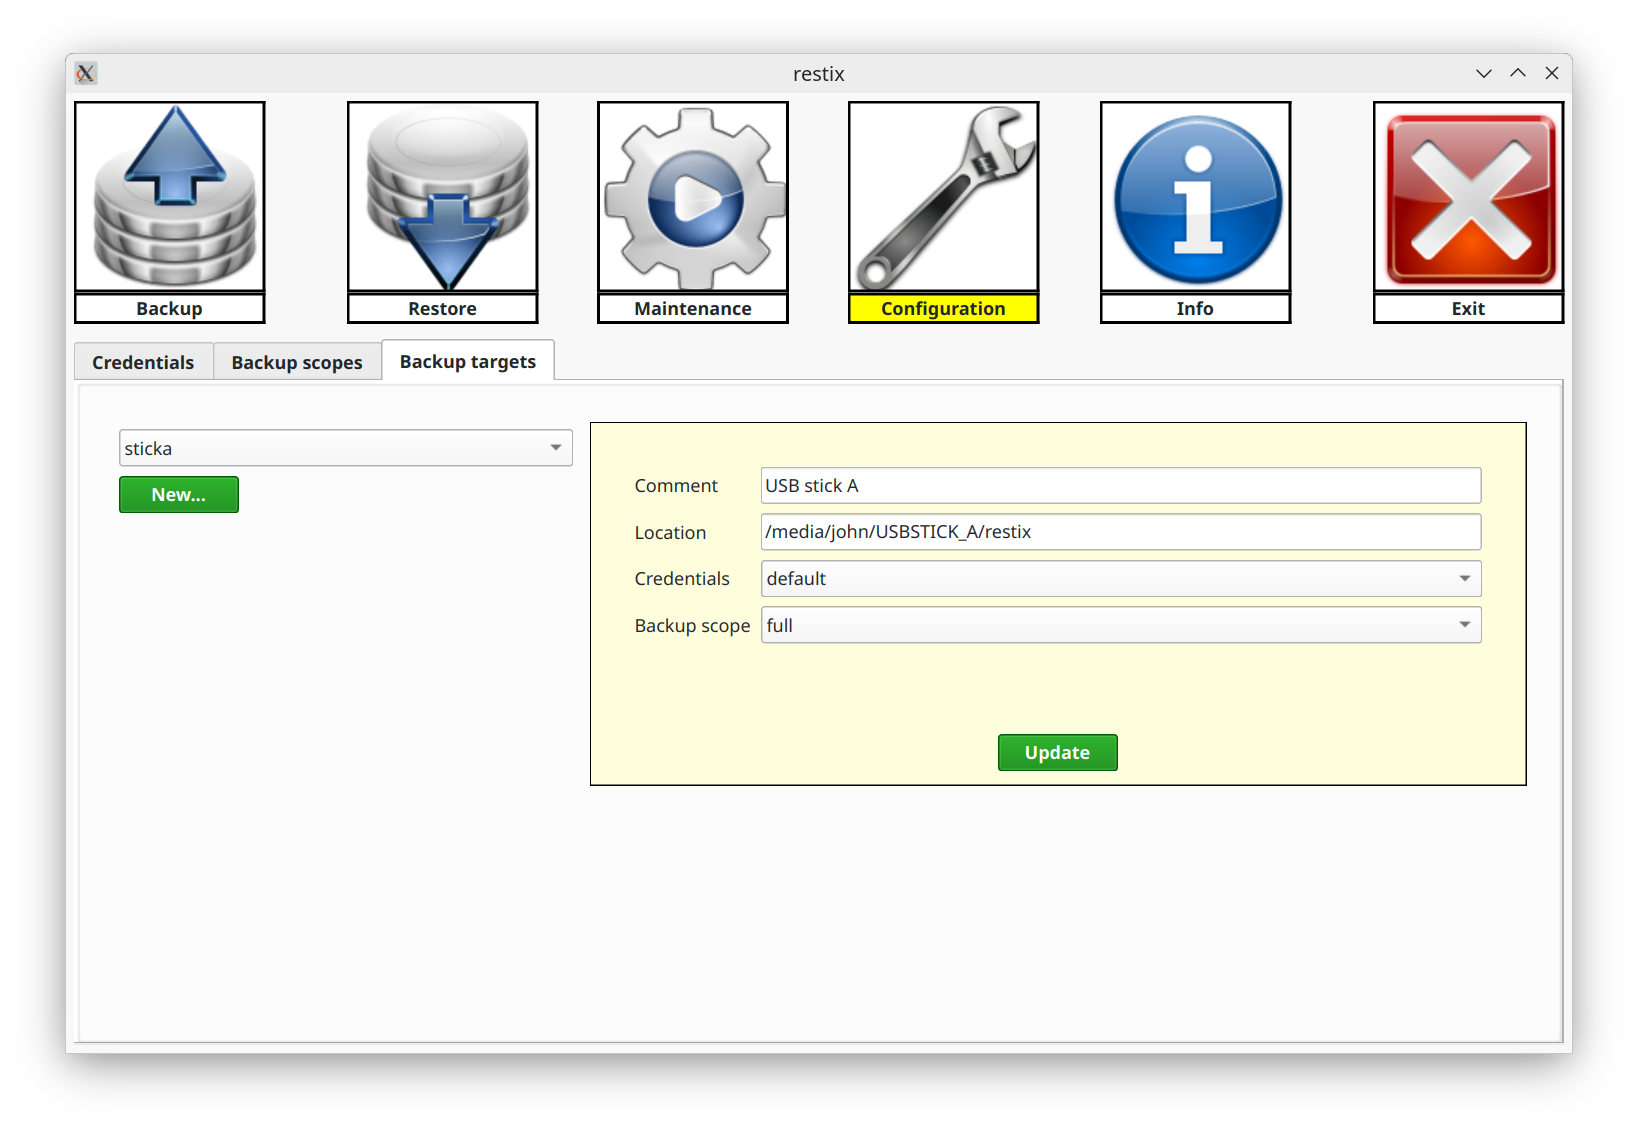 restix
Backup
Restore
Maintenance
Configuration
Info
Exit
Credentials
Backup scopes
Backup targets
sticka
New...
Comment
USB stick A
Location
/media/john/USBSTICK_A/restix
Credentials
default
Backup scope
full
Update